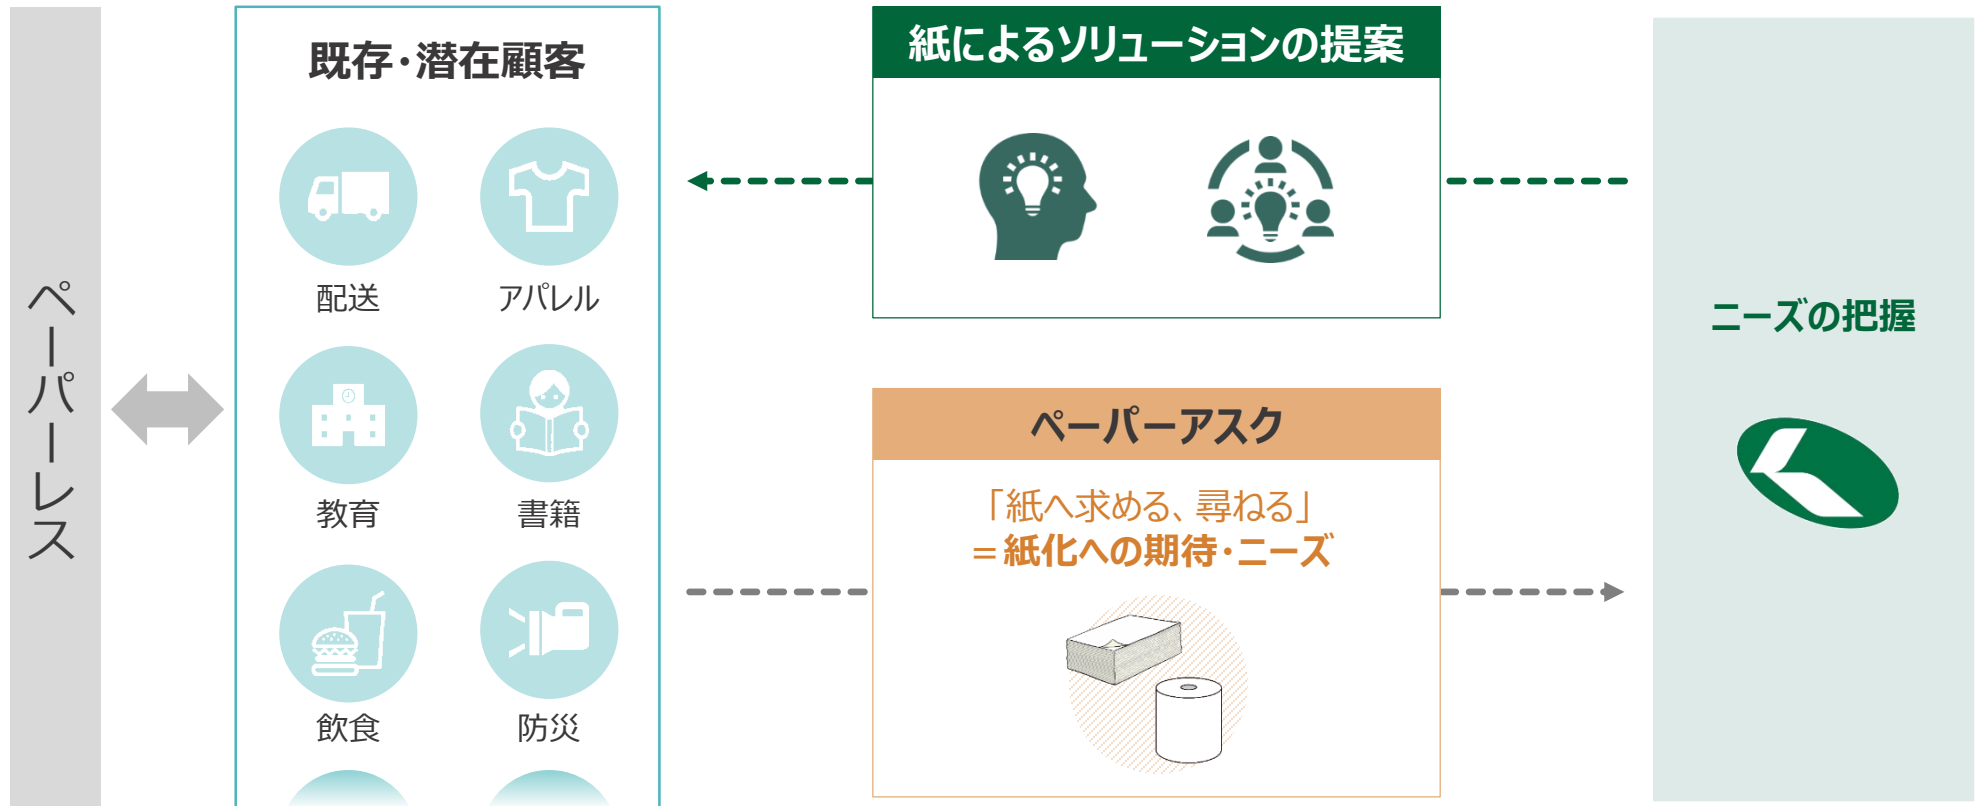 ペーパーレス
既存・潜在顧客
配送
アパレル
教育
書籍
飲食
防災
紙によるソリューションの提案
ペーパーアスク
「紙へ求める、尋ねる」
＝紙化への期待・ニーズ
ニーズの把握